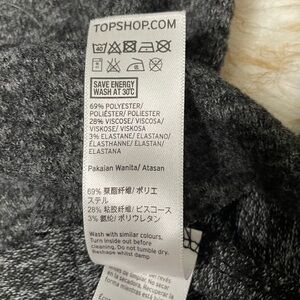 TOPSHOP.COM
SAVE ENERGY
WASH AT 30°C
69% POLYESTER/
POLIÉSTER/ POLIESTER
28% VISCOSE/ VISCOSA/
VISKOSE/ VISKOSA
3% ELASTANE/ ELASTANO/
ÉLASTHANNE/ ELASTAN/
ELASTANA
Pakaian Wanita/ Atasan
69% 聚酯纤维/ ポリエ
ステル
28% 粘胶纤维/ ビスコース
3% 氨纶/ ポリウレタン
Wash with similar colours.
Turn inside out before
cleaning. Do not tumble dry.
Reshape whilst damp